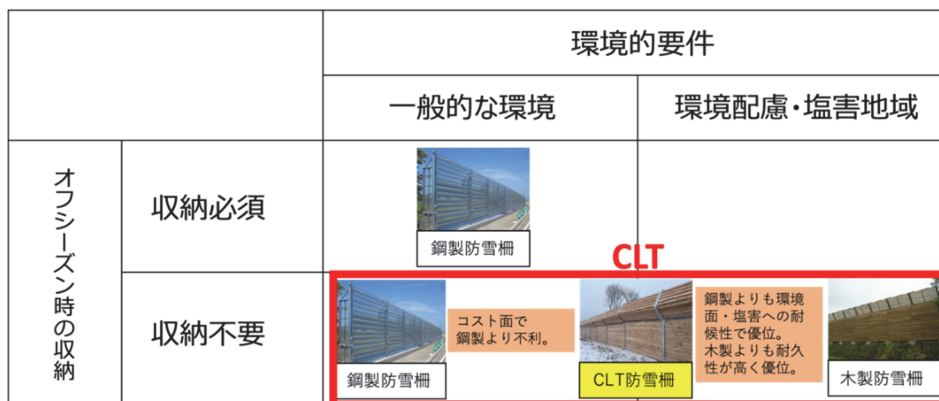 環境的要件
一般的な環境
環境配慮・塩害地域
オフシーズン時の収納
収納必須
鋼製防雪柵
CLT
収納不要
鋼製防雪柵
コスト面で
鋼製より不利。
CLT防雪柵
鋼製よりも環境
面・塩害への耐
候性で優位。
木製よりも耐久
性が高く優位。
木製防雪柵